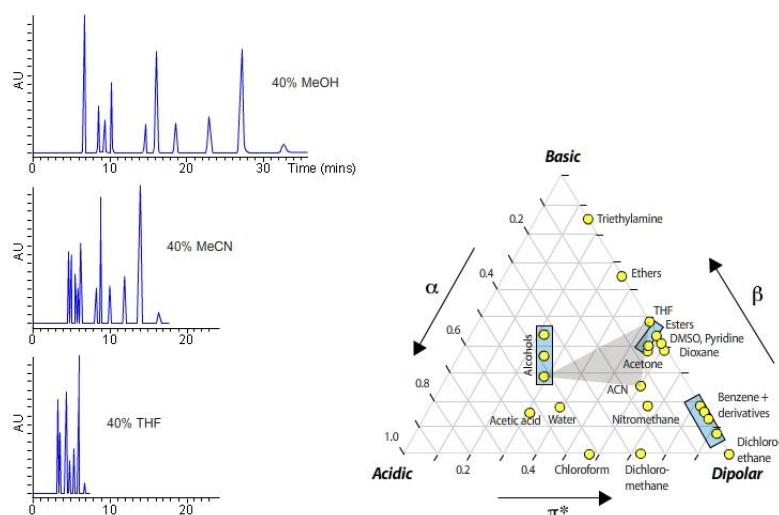 AU
40% MeOH
0
10
20
30
Time (mins)
AU
40% MeCN
0
10
20
AU
40% THF
0
10
Basic
0.2
Triethylamine
0.4
Ethers
α
β
THF
Esters
0.6
DMSO, Pyridine
Dioxane
Alcohols
Acetone
0.8
ACN
Benzene +
derivatives
Acetic acid
Water
Nitromethane
1.0
Dichloro-
ethane
Acidic
0.2
0.4
Chloroform
Dichloro-
methane
Dipolar
π*